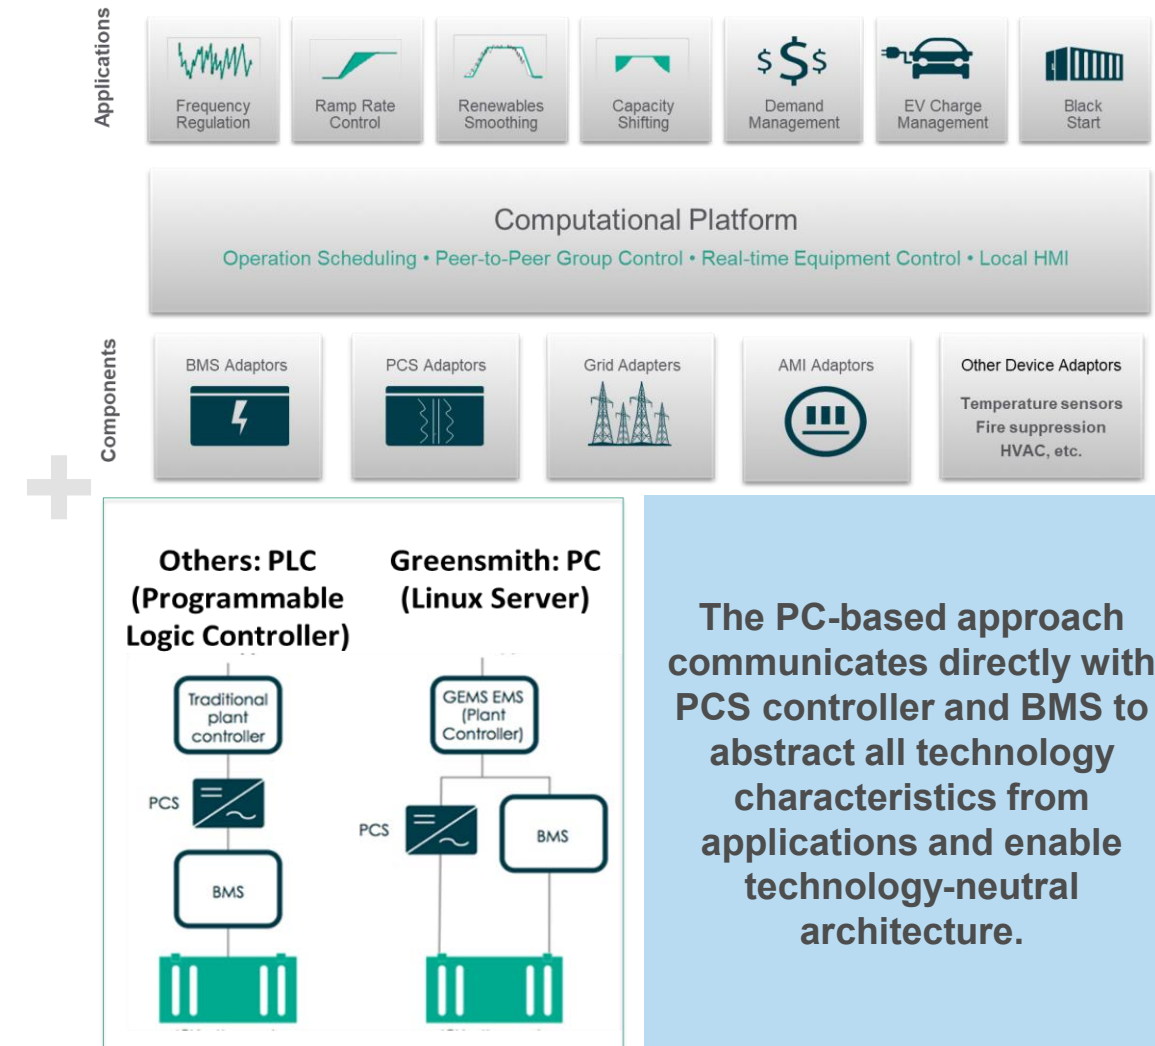 Applications
Frequency
Regulation
Ramp Rate
Control
Renewables
Smoothing
Capacity
Shifting
$$$
Demand
Management
EV Charge
Management
Black
Start
Computational Platform
Operation Scheduling • Peer-to-Peer Group Control • Real-time Equipment Control • Local HMI
Components
BMS Adaptors
PCS Adaptors
Grid Adapters
AMI Adaptors
Other Device Adaptors
Temperature sensors
Fire suppression
HVAC, etc.
Others: PLC
(Programmable
Logic Controller)
Traditional
plant
controller
PCS
BMS
Greensmith: PC
(Linux Server)
GEMS EMS
(Plant
Controller)
PCS
BMS
The PC-based approach
communicates directly with
PCS controller and BMS to
abstract all technology
characteristics from
applications and enable
technology-neutral
architecture.